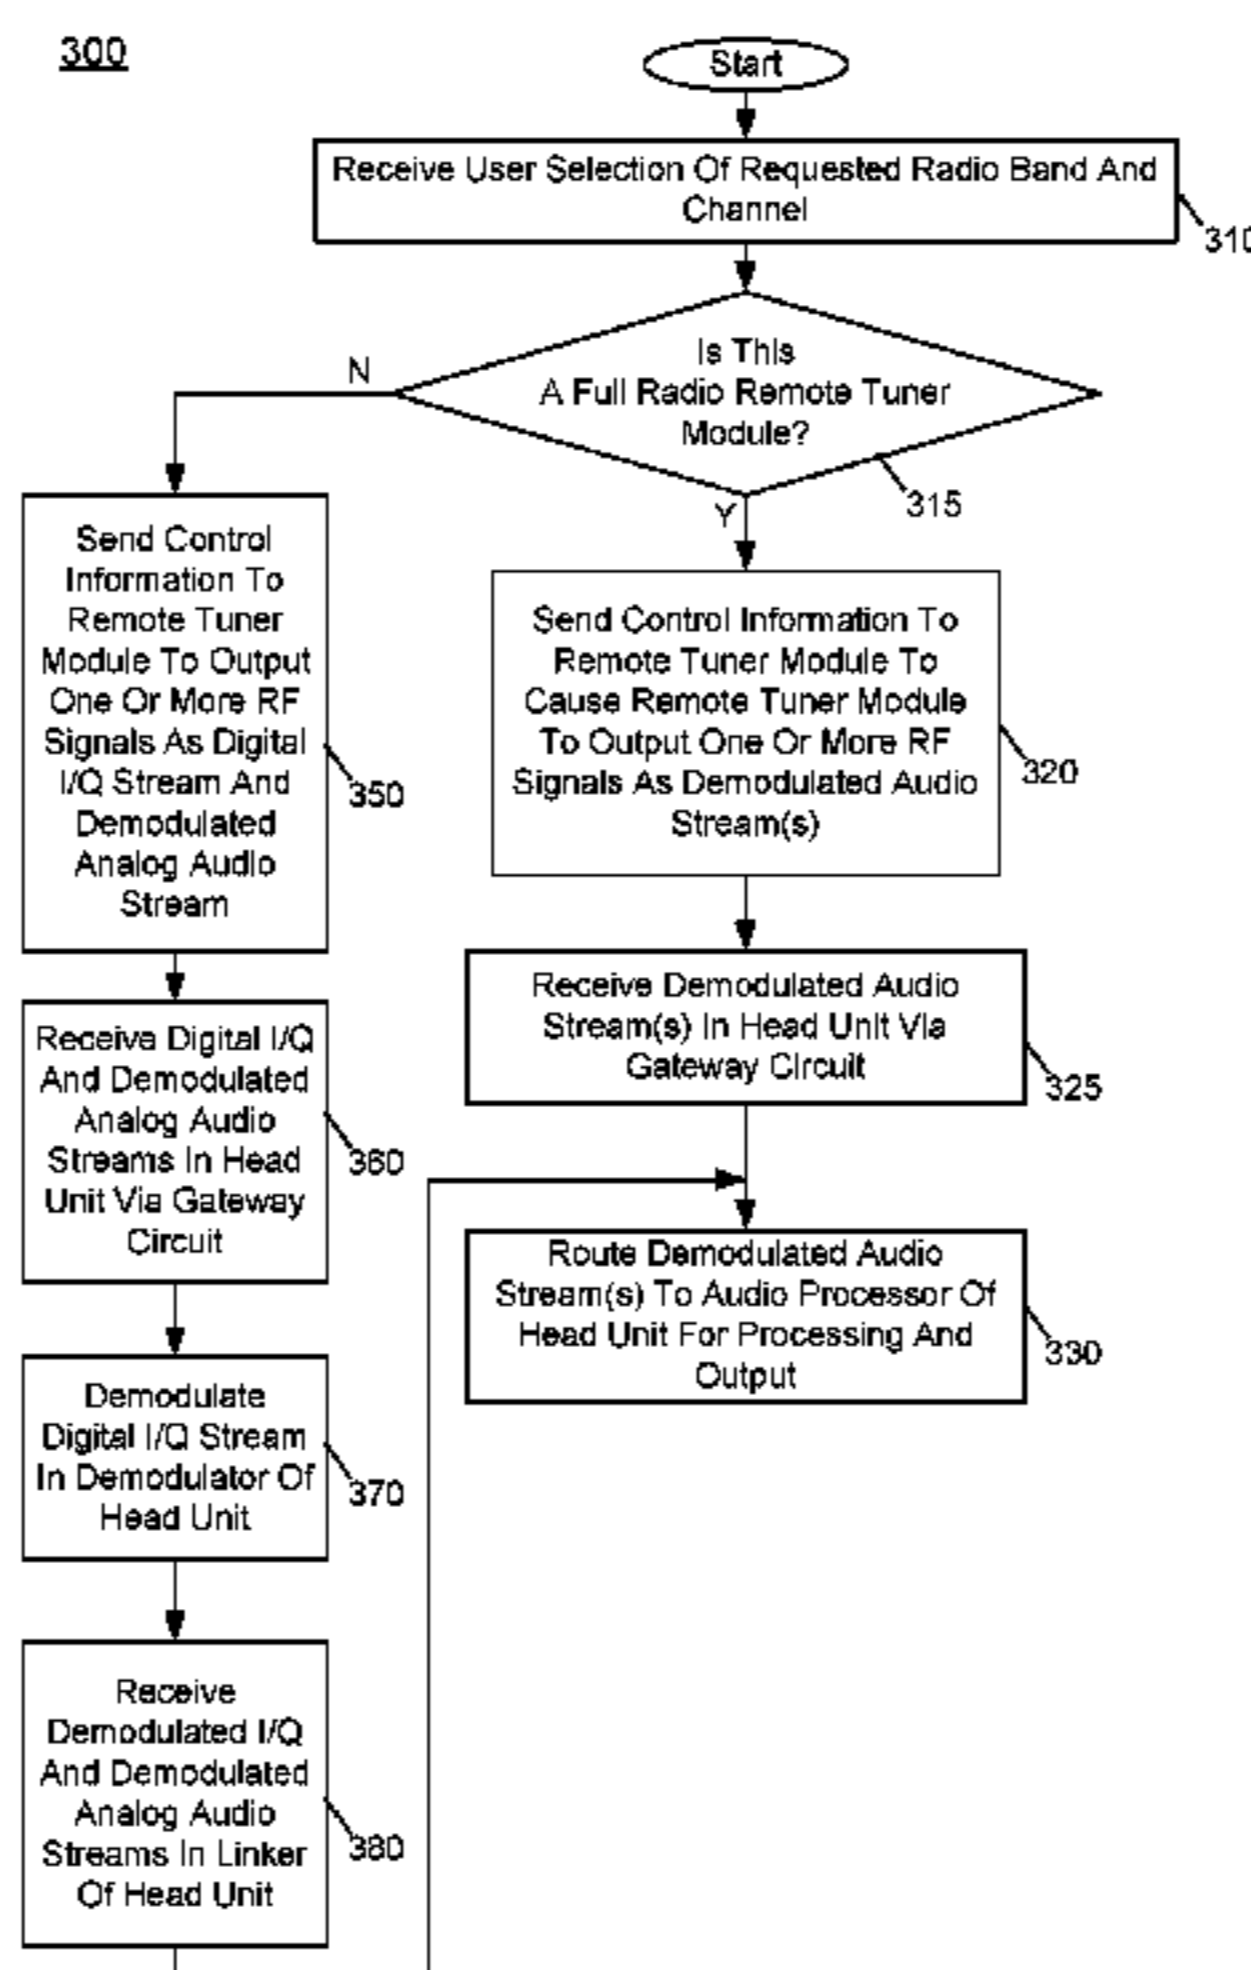 300
Start
Receive User Selection Of Requested Radio Band And
Channel
310
Is This
A Full Radio Remote Tuner
Module?
N
Y
315
Send Control
Information To
Remote Tuner
Module To Output
One Or More RF
Signals As Digital
I/Q Stream And
Demodulated
Analog Audio
Stream
350
Send Control Information To
Remote Tuner Module To
Cause Remote Tuner Module
To Output One Or More RF
Signals As Demodulated Audio
Stream(s)
320
Receive Digital I/Q
And Demodulated
Analog Audio
Streams In Head
Unit Via Gateway
Circuit
360
Receive Demodulated Audio
Stream(s) In Head Unit Via
Gateway Circuit
325
Route Demodulated Audio
Stream(s) To Audio Processor Of
Head Unit For Processing And
Output
330
Demodulate
Digital I/Q Stream
In Demodulator Of
Head Unit
370
Receive
Demodulated I/Q
And Demodulated
Analog Audio
Streams In Linker
Of Head Unit
380